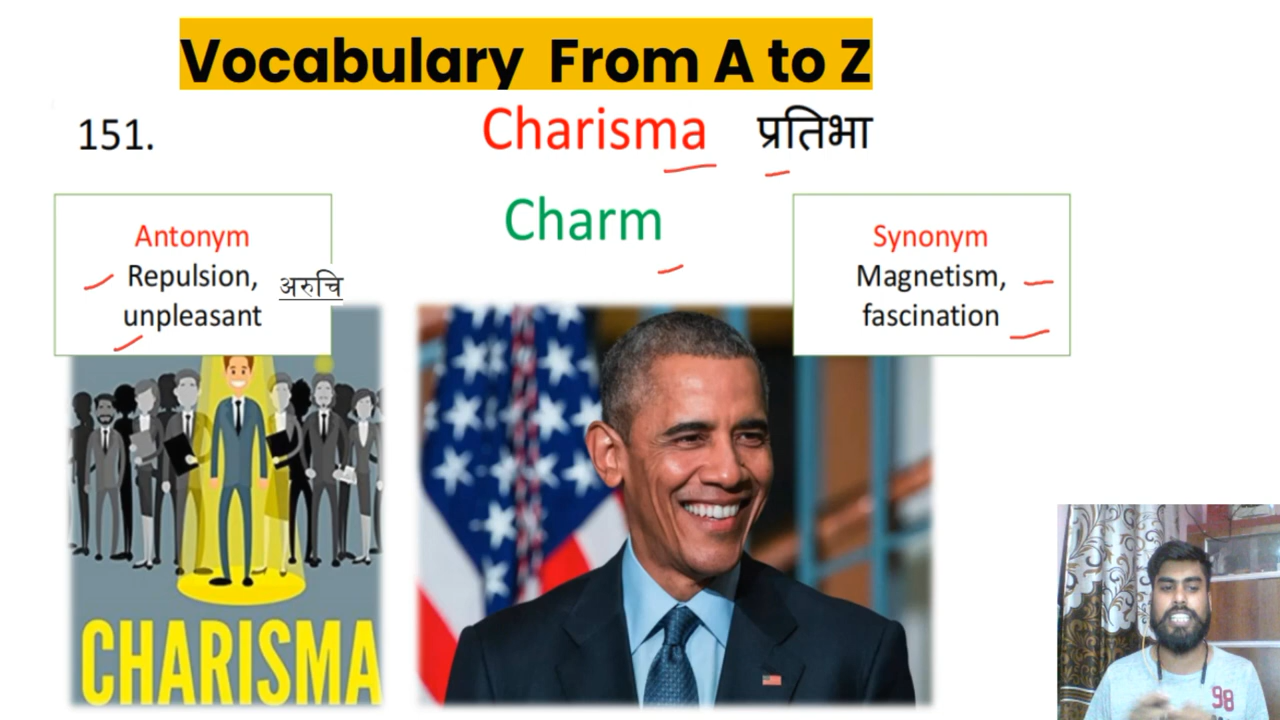 Vocabulary From A to Z
151.
Charisma प्रतिभा
Charm
Antonym
Repulsion, अरुचि
unpleasant
Synonym
Magnetism,
fascination
CHARISMA
98